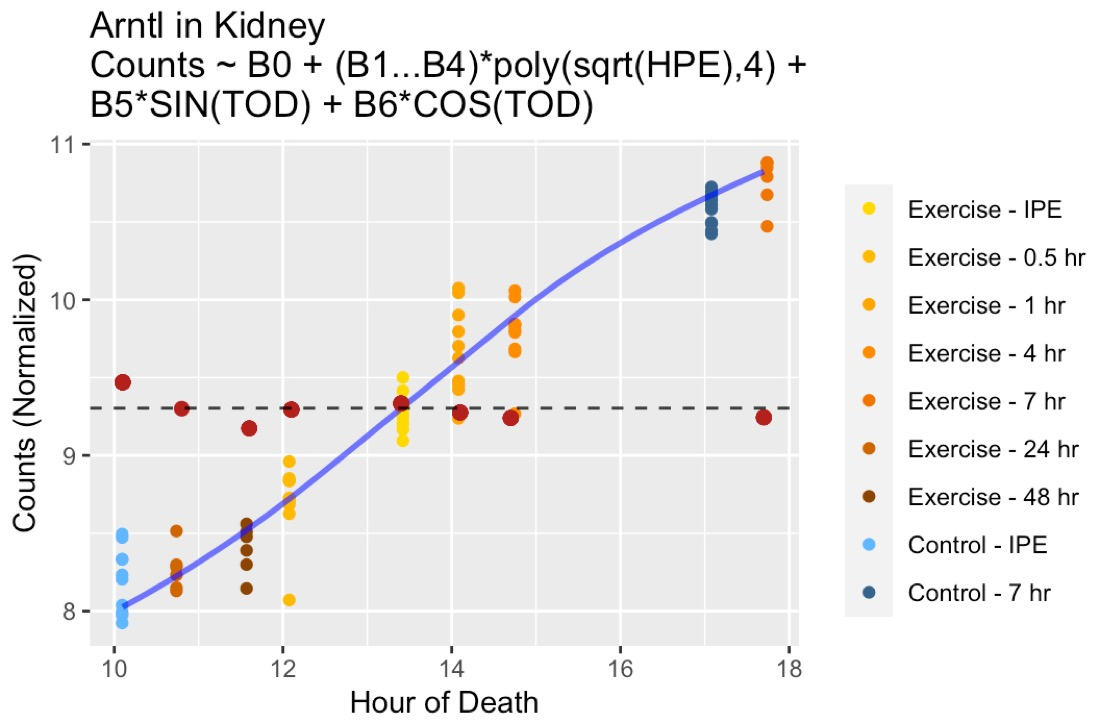 Arntl in Kidney
Counts ~ B0 + (B1...B4)*poly(sqrt(HPE),4) +
B5*SIN(TOD) + B6*COS(TOD)
Counts (Normalized)
11
10
9
8
10
12
14
16
18
Hour of Death
Exercise - IPE
Exercise - 0.5 hr
Exercise - 1 hr
Exercise - 4 hr
Exercise - 7 hr
Exercise - 24 hr
Exercise - 48 hr
Control - IPE
Control - 7 hr